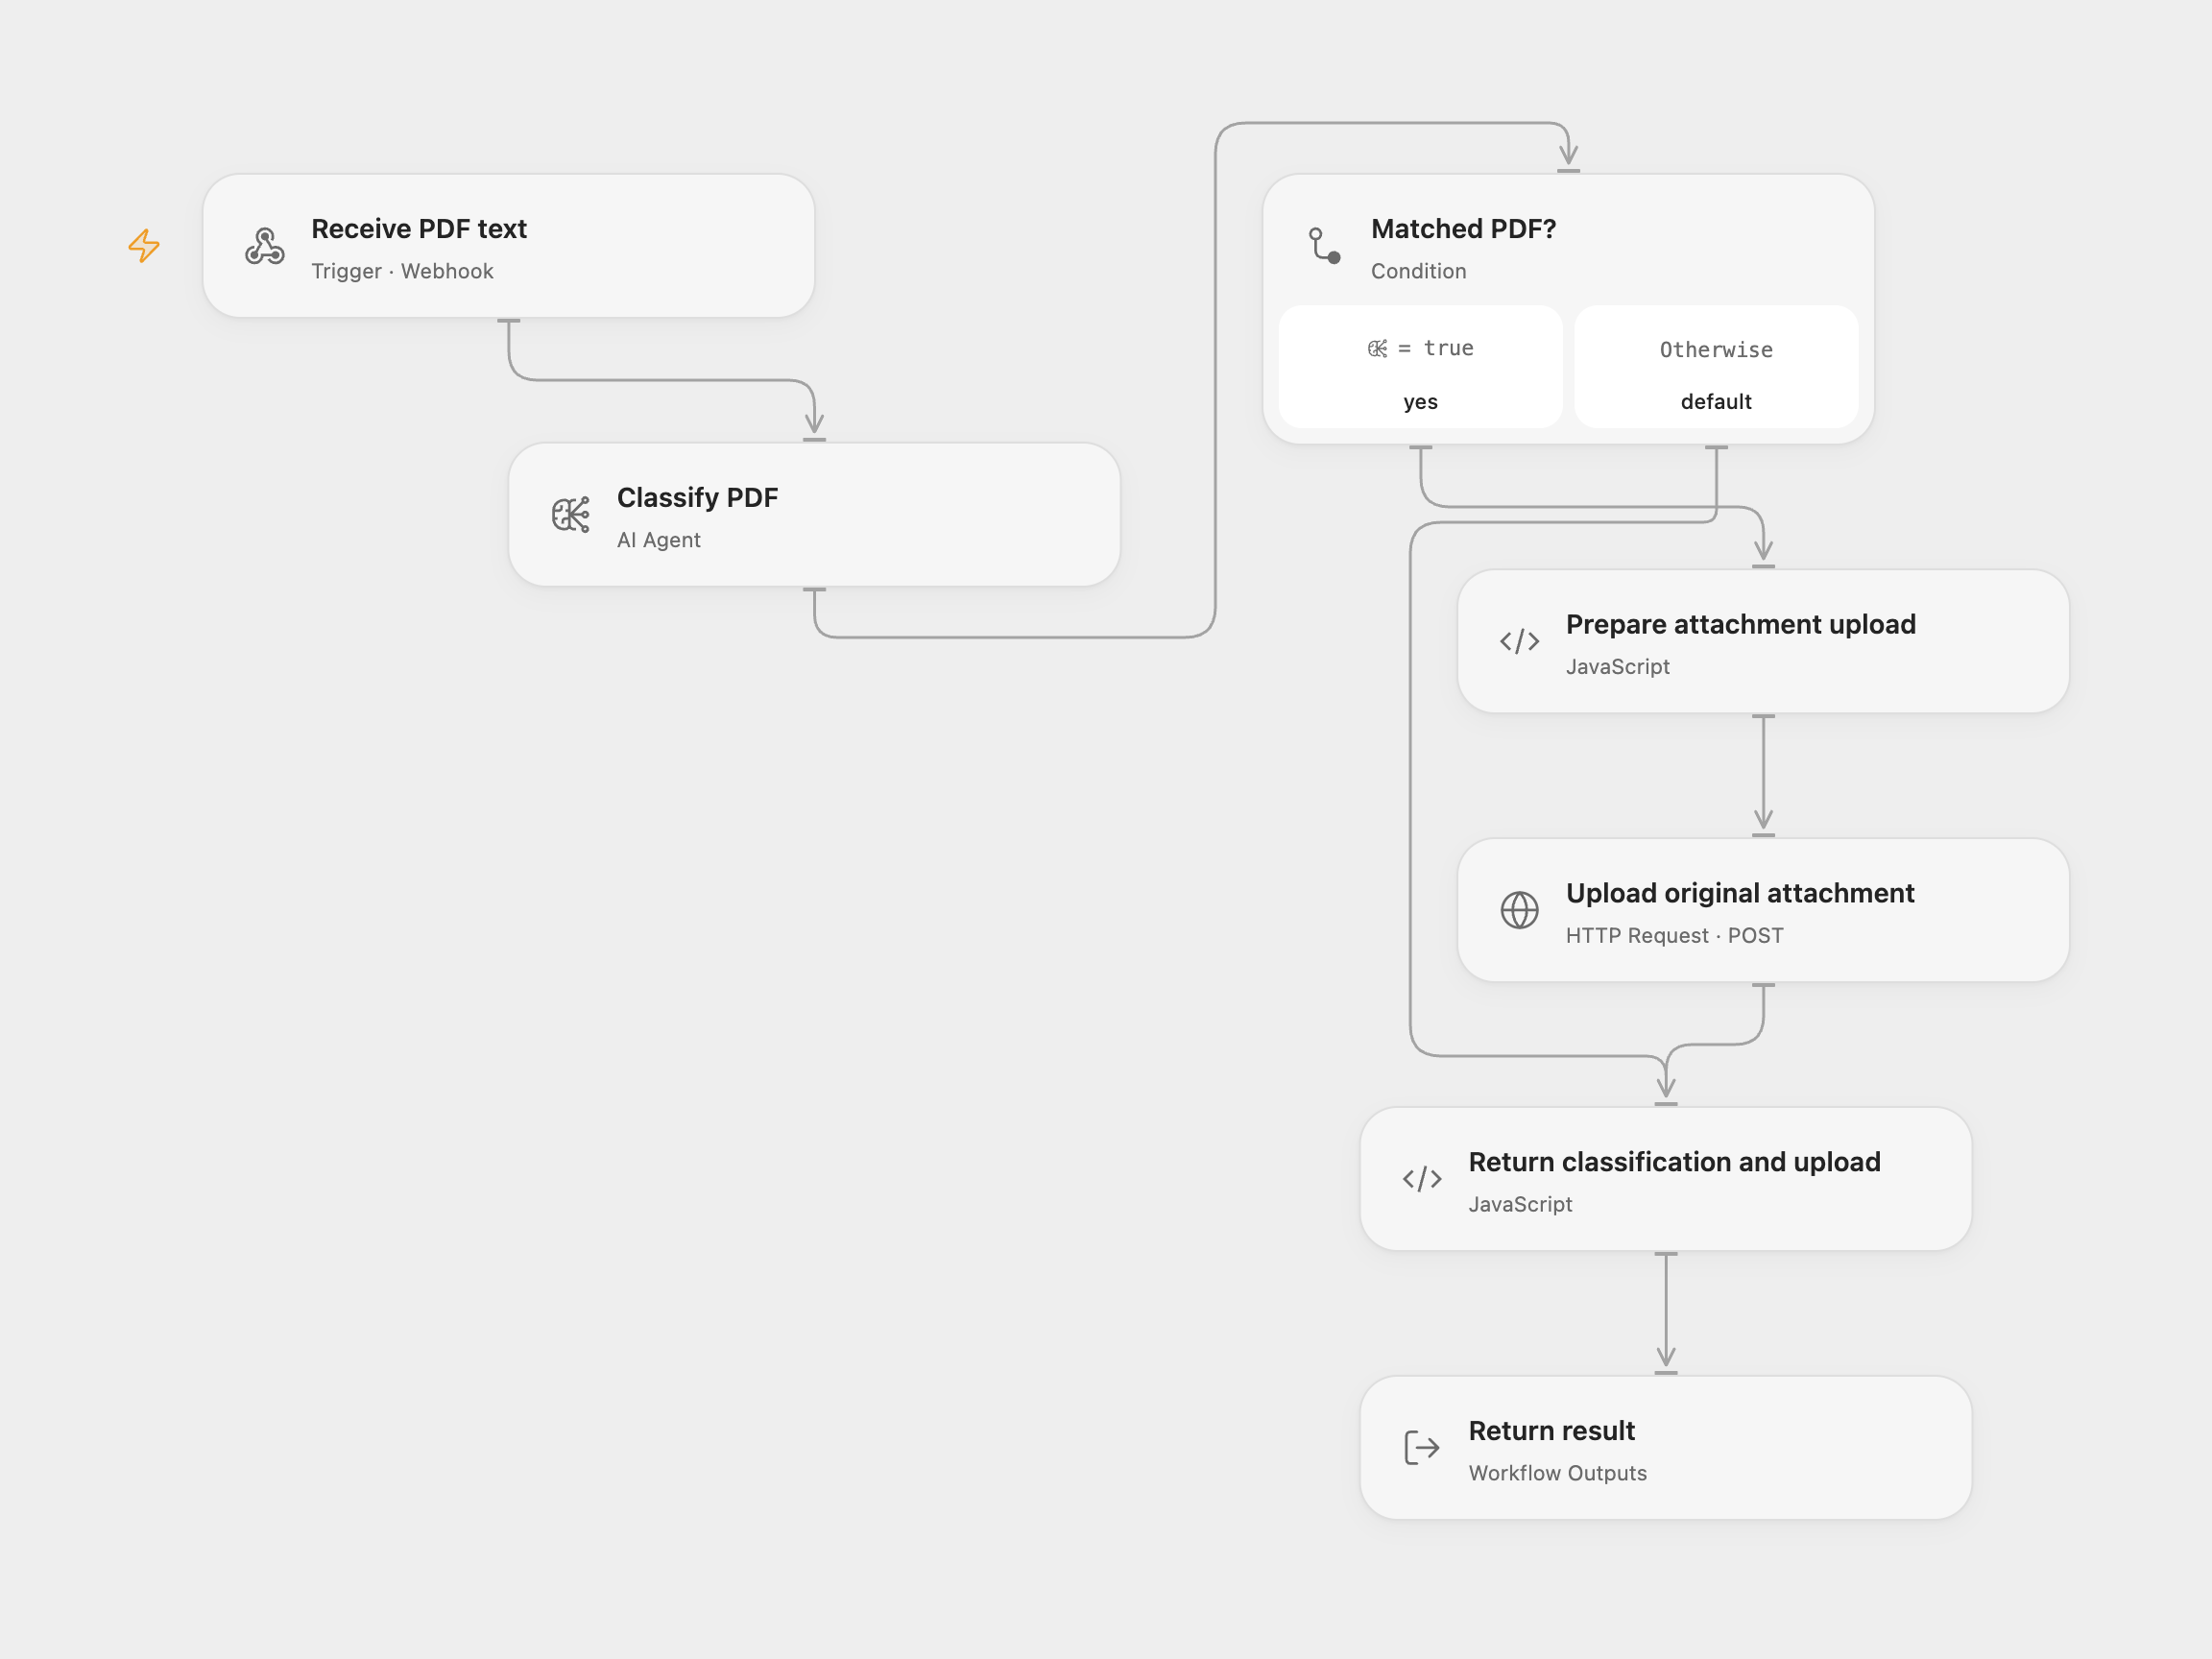 Receive PDF text
Trigger · Webhook
Classify PDF
AI Agent
Matched PDF?
Condition
= true
yes
Otherwise
default
Prepare attachment upload
JavaScript
Upload original attachment
HTTP Request · POST
Return classification and upload
JavaScript
Return result
Workflow Outputs